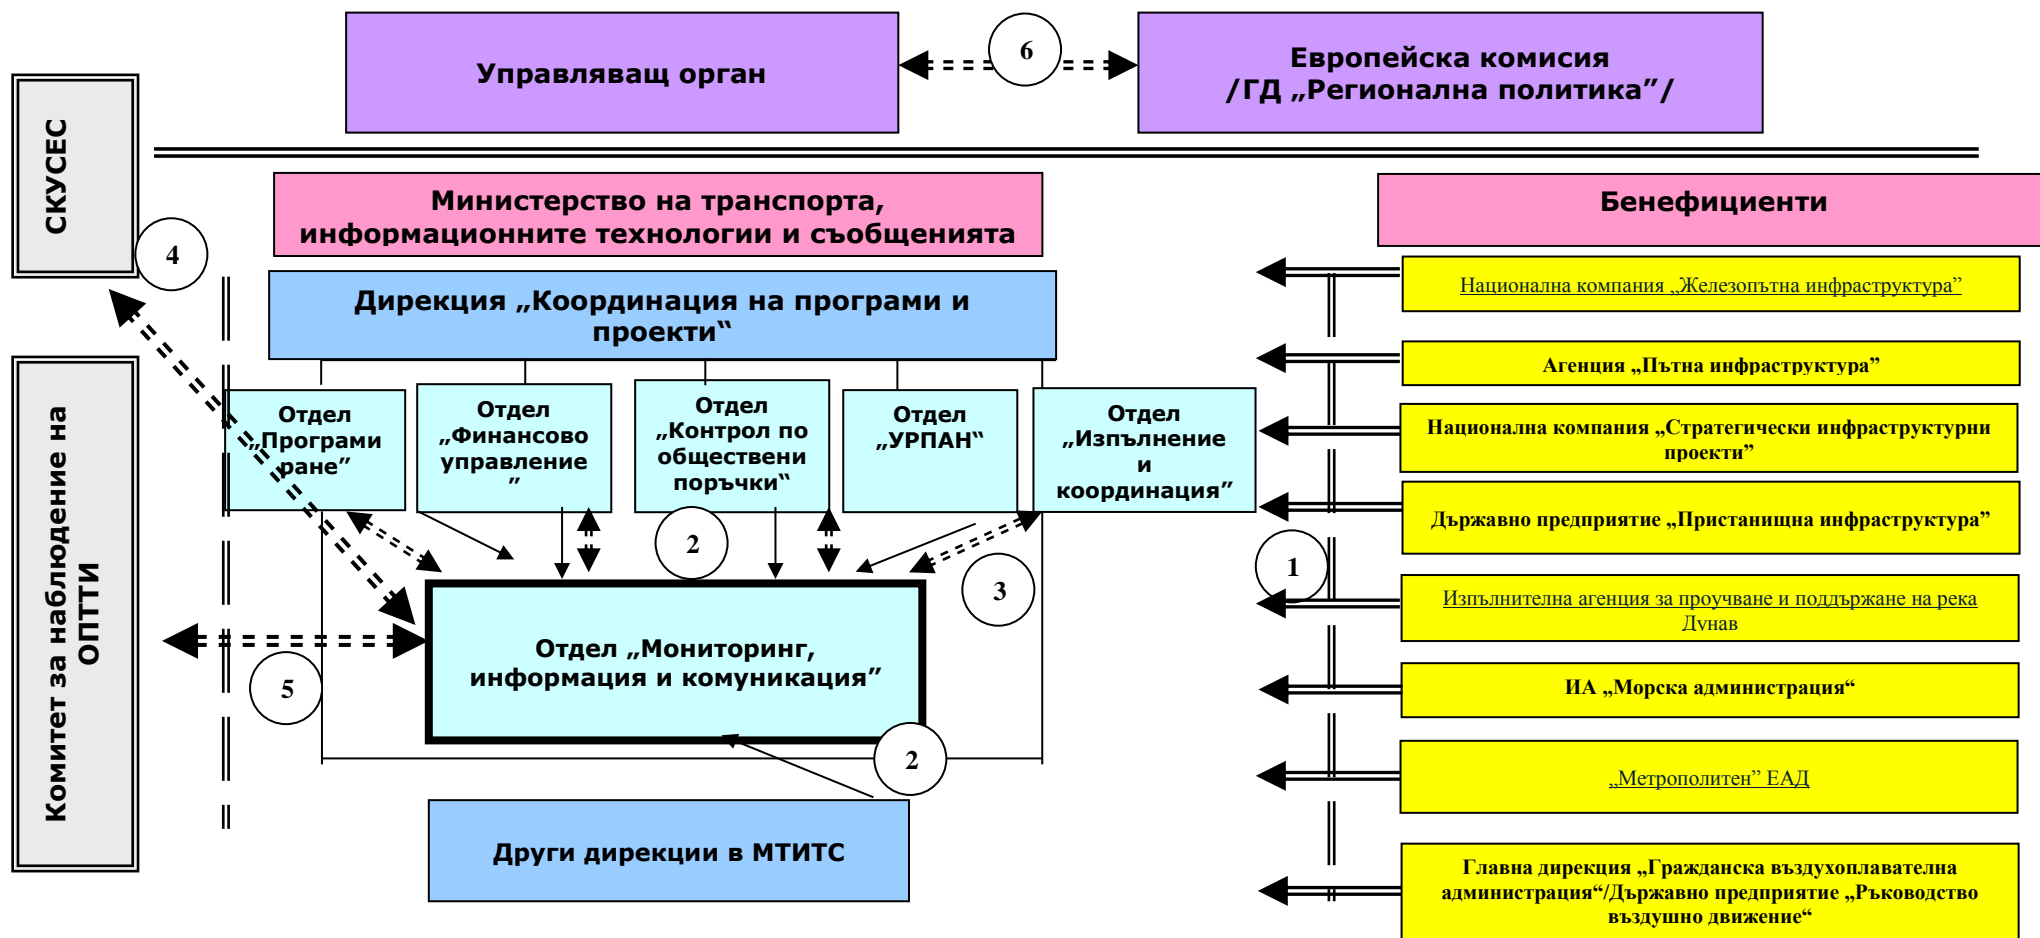 Управляващ орган
6
Европейска комисия
/ГД „Регионална политика”/
СКУСЕС
4
Министерство на транспорта,
информационните технологии и съобщенията
Бенефициенти
Дирекция „Координация на програми и
проекти“
Отдел
„Програми
ране”
Отдел
„Финансово
управление
”
Отдел
„Контрол по
обществени
поръчки“
Отдел
„УРПАН“
Отдел
„Изпълнение
и
координация”
2
3
1
Комитет за наблюдение на
ОПТТИ
5
Отдел „Мониторинг,
информация и комуникация”
2
Други дирекции в МТИТС
Национална компания „Железопътна инфраструктура”
Агенция „Пътна инфраструктура”
Национална компания „Стратегически инфраструктурни
проекти”
Държавно предприятие „Пристанищна инфраструктура”
Изпълнителна агенция за проучване и поддържане на река
Дунав
ИА „Морска администрация“
„Метрополитен” ЕАД
Главна дирекция „Гражданска въздухоплавателна
администрация“/Държавно предприятие „Ръководство
въздушно движение“